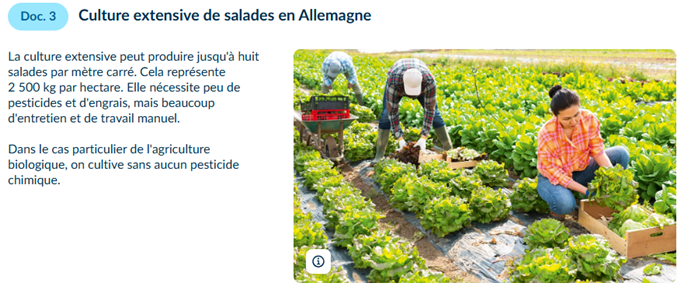 Doc. 3
Culture extensive de salades en Allemagne
La culture extensive peut produire jusqu'à huit
salades par mètre carré. Cela représente
2 500 kg par hectare. Elle nécessite peu de
pesticides et d'engrais, mais beaucoup
d'entretien et de travail manuel.
Dans le cas particulier de l'agriculture
biologique, on cultive sans aucun pesticide
chimique.